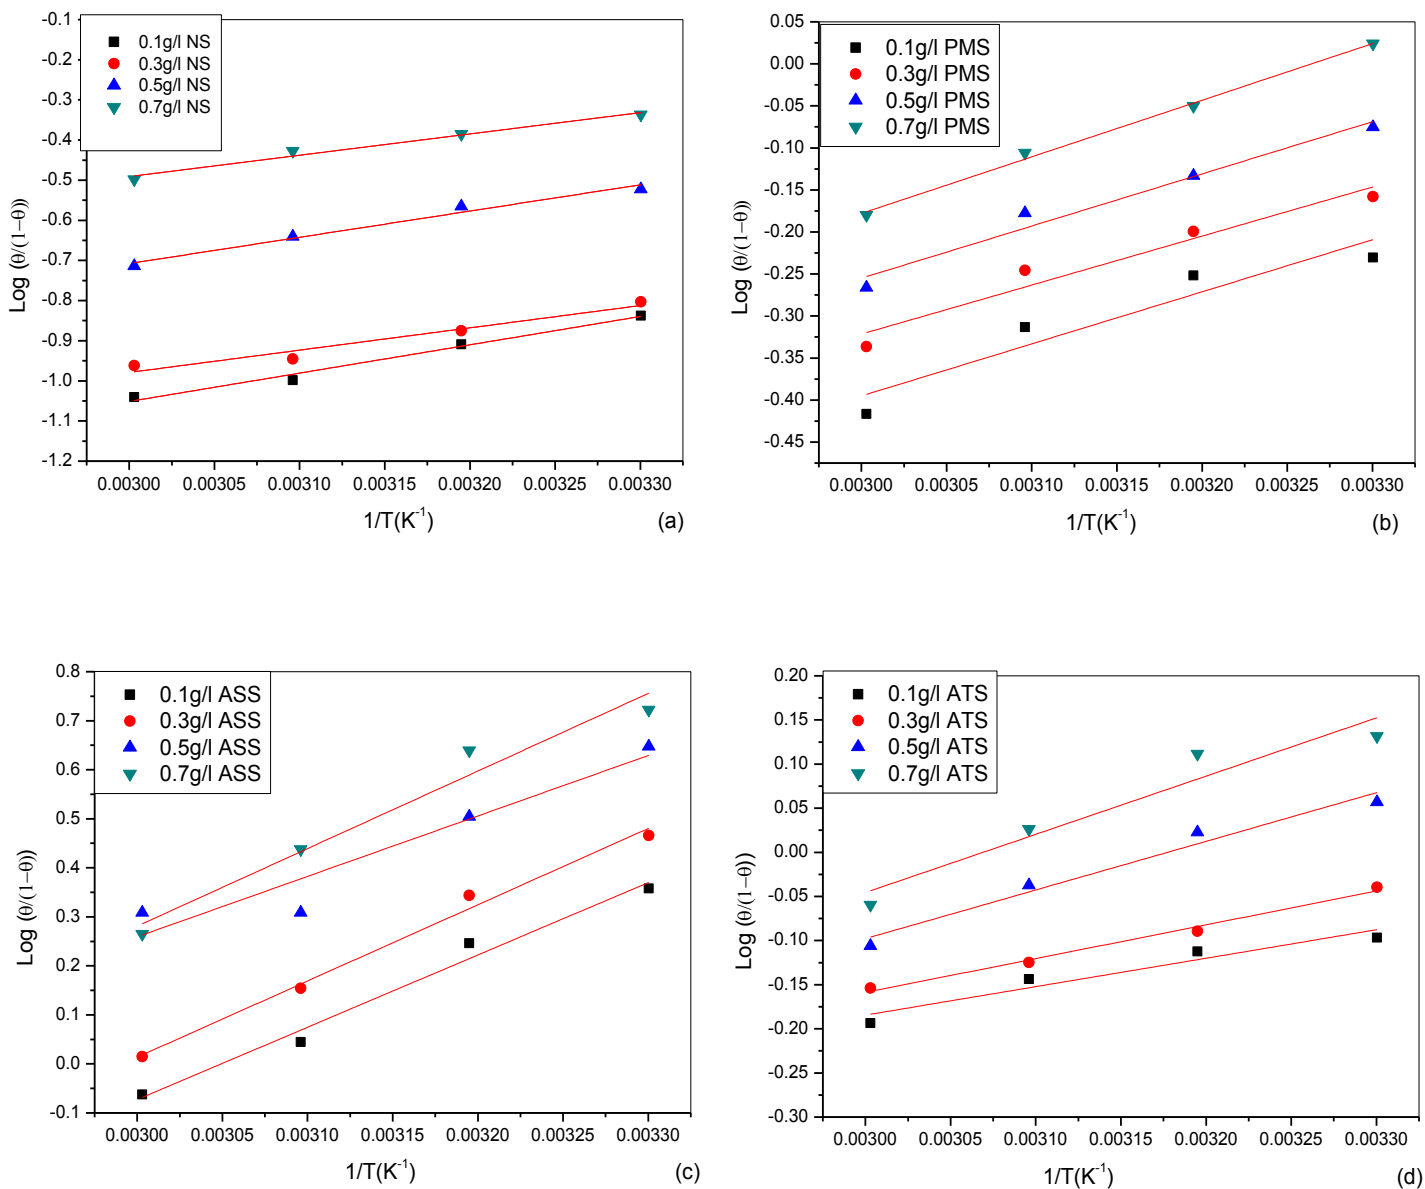 Log (θ/(1−θ))
-0.1
-0.2
-0.3
-0.4
-0.5
-0.6
-0.7
-0.8
-0.9
-1.0
-1.1
-1.2
0.1g/l NS
0.3g/l NS
0.5g/l NS
0.7g/l NS
0.00300 0.00305 0.00310 0.00315 0.00320 0.00325 0.00330
1/T(K⁻¹)
(a)
Log (θ/(1−θ))
0.05
0.00
-0.05
-0.10
-0.15
-0.20
-0.25
-0.30
-0.35
-0.40
-0.45
0.1g/l PMS
0.3g/l PMS
0.5g/l PMS
0.7g/l PMS
0.00300 0.00305 0.00310 0.00315 0.00320 0.00325 0.00330
1/T(K⁻¹)
(b)
Log (θ/(1−θ))
0.8
0.7
0.6
0.5
0.4
0.3
0.2
0.1
0.0
-0.1
0.1g/l ASS
0.3g/l ASS
0.5g/l ASS
0.7g/l ASS
0.00300 0.00305 0.00310 0.00315 0.00320 0.00325 0.00330
1/T(K⁻¹)
(c)
Log (θ/(1−θ))
0.20
0.15
0.10
0.05
0.00
-0.05
-0.10
-0.15
-0.20
-0.25
-0.30
0.1g/l ATS
0.3g/l ATS
0.5g/l ATS
0.7g/l ATS
0.00300 0.00305 0.00310 0.00315 0.00320 0.00325 0.00330
1/T(K⁻¹)
(d)